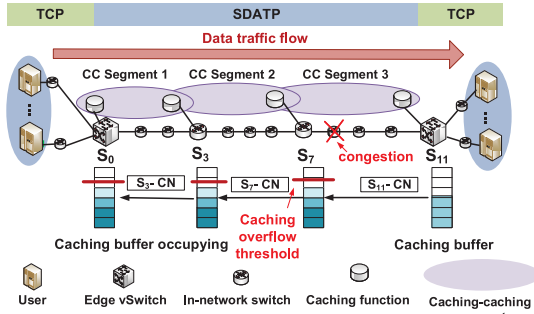 TCP SDATP TCP
Data traffic flow
CC Segment 1 CC Segment 2 CC Segment 3
S0 S3 S7 congestion S11
S3- CN S7- CN S11- CN
Caching
overflow
threshold
Caching buffer occupying Caching buffer
User Edge vSwitch In-network switch Caching function Caching-caching